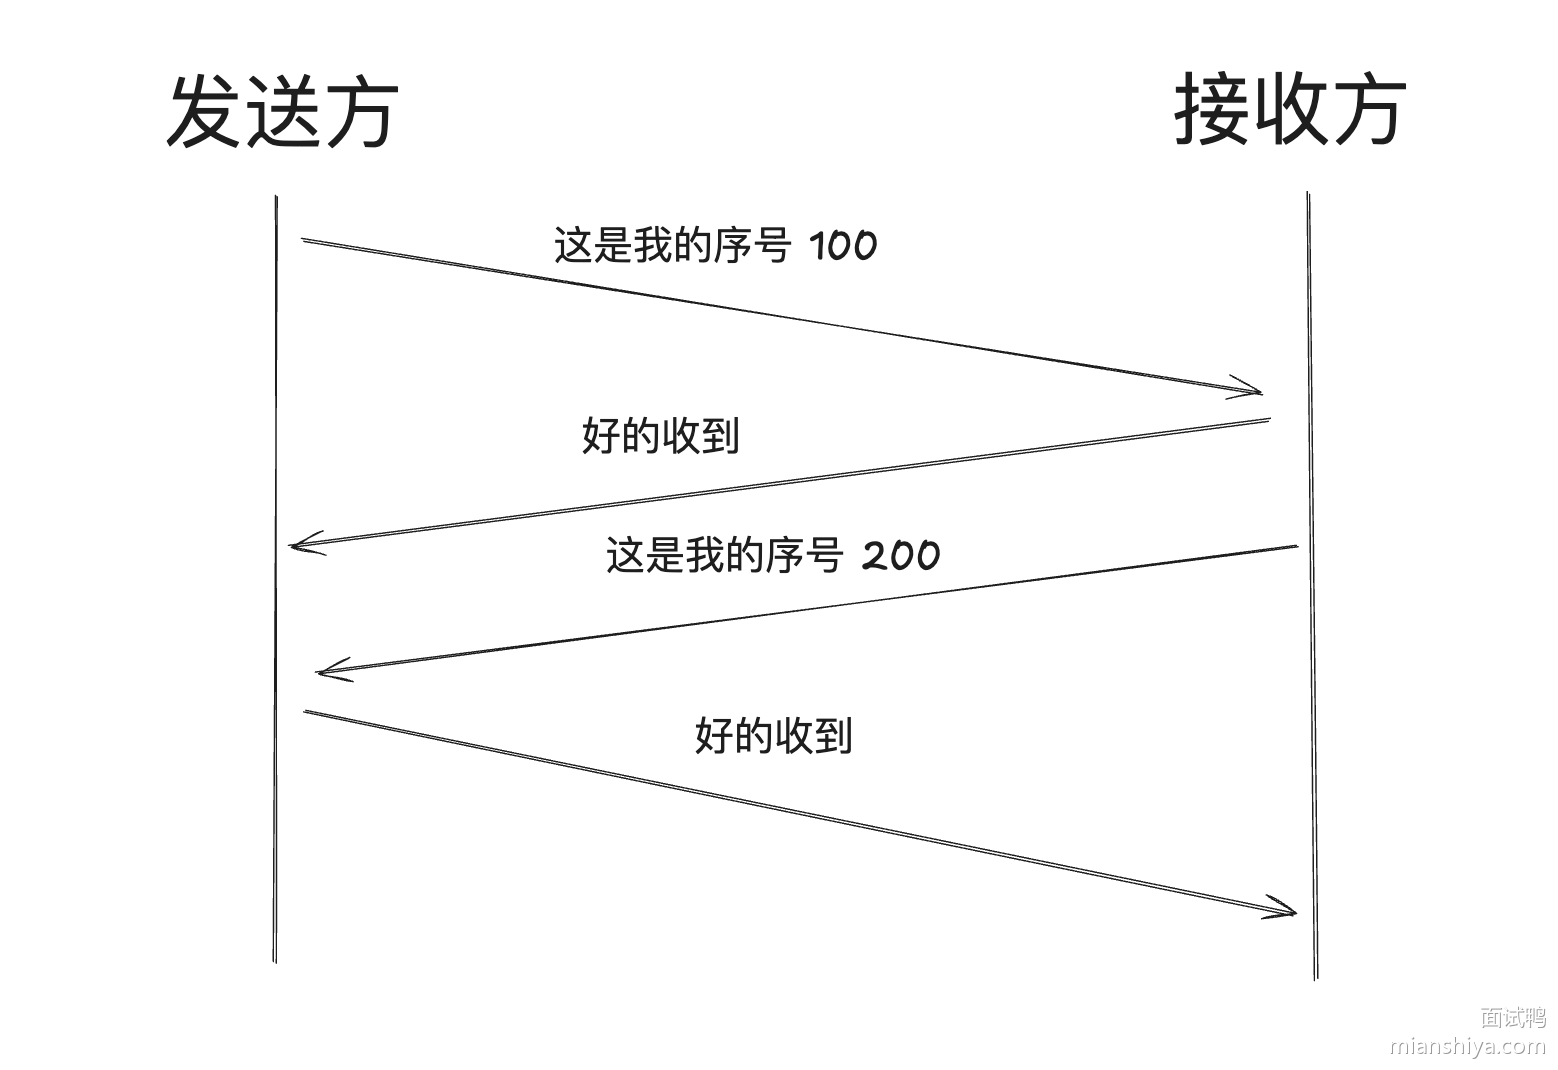 发送方
接收方
这是我的序号 100
好的收到
这是我的序号 200
好的收到
面试鸭
mianshiya.com